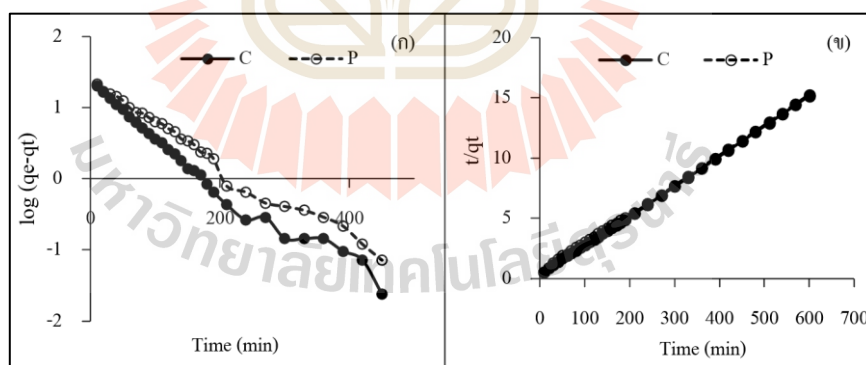 (ก)
C P
log (qe-qt)
2
1
0
-1
-2
0 200 400
Time (min)
(ข)
C P
t/qt
20
15
10
5
0
0 100 200 300 400 500 600 700
Time (min)
มหาวิทยาลัยเทคโนโลยีสุรนารี